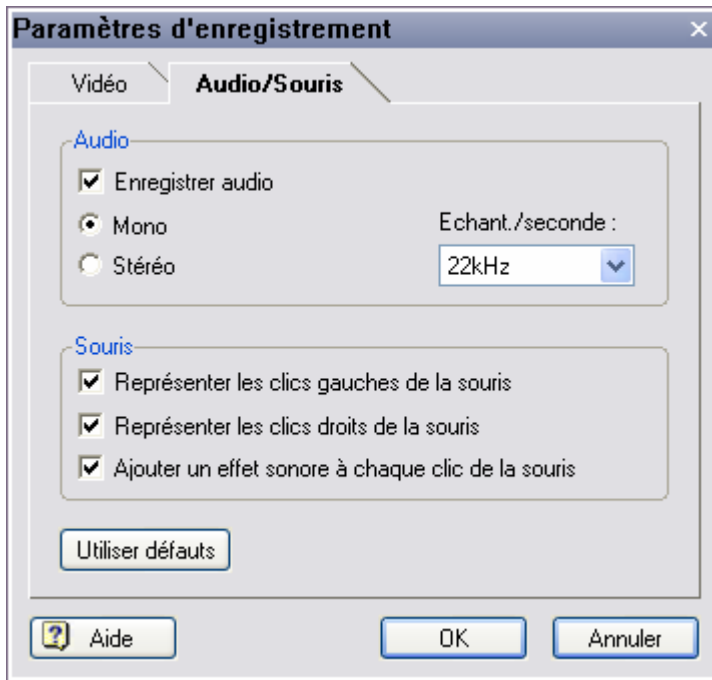 Paramètres d'enregistrement
Vidéo
Audio/Souris
Audio
Enregistrer audio
Mono
Echant./seconde :
Stéréo
22kHz
Souris
Représenter les clics gauches de la souris
Représenter les clics droits de la souris
Ajouter un effet sonore à chaque clic de la souris
Utiliser défauts
Aide
OK
Annuler